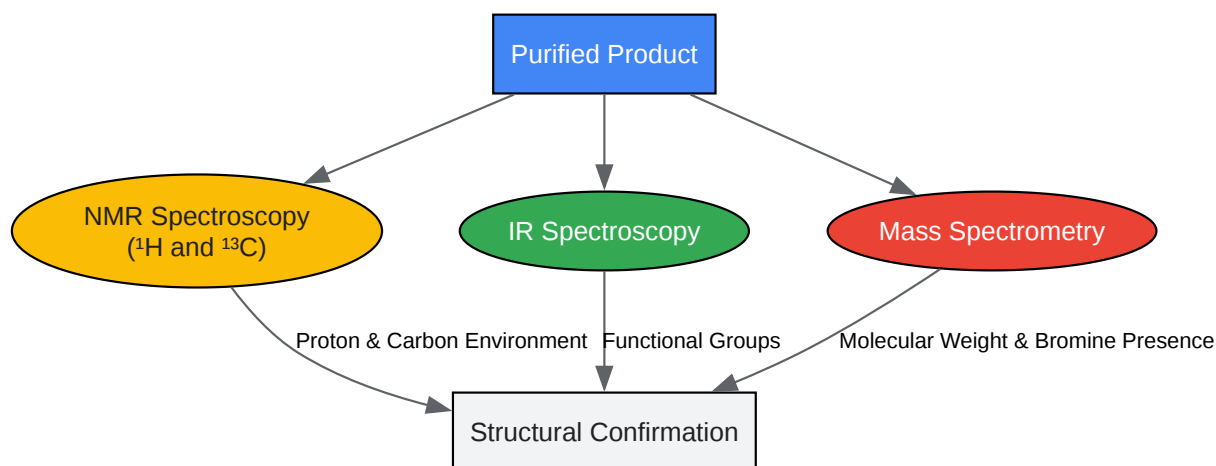 Purified Product
NMR Spectroscopy
(¹H and ¹³C)
IR Spectroscopy
Mass Spectrometry
Proton & Carbon Environment
Functional Groups
Molecular Weight & Bromine Presence
Structural Confirmation